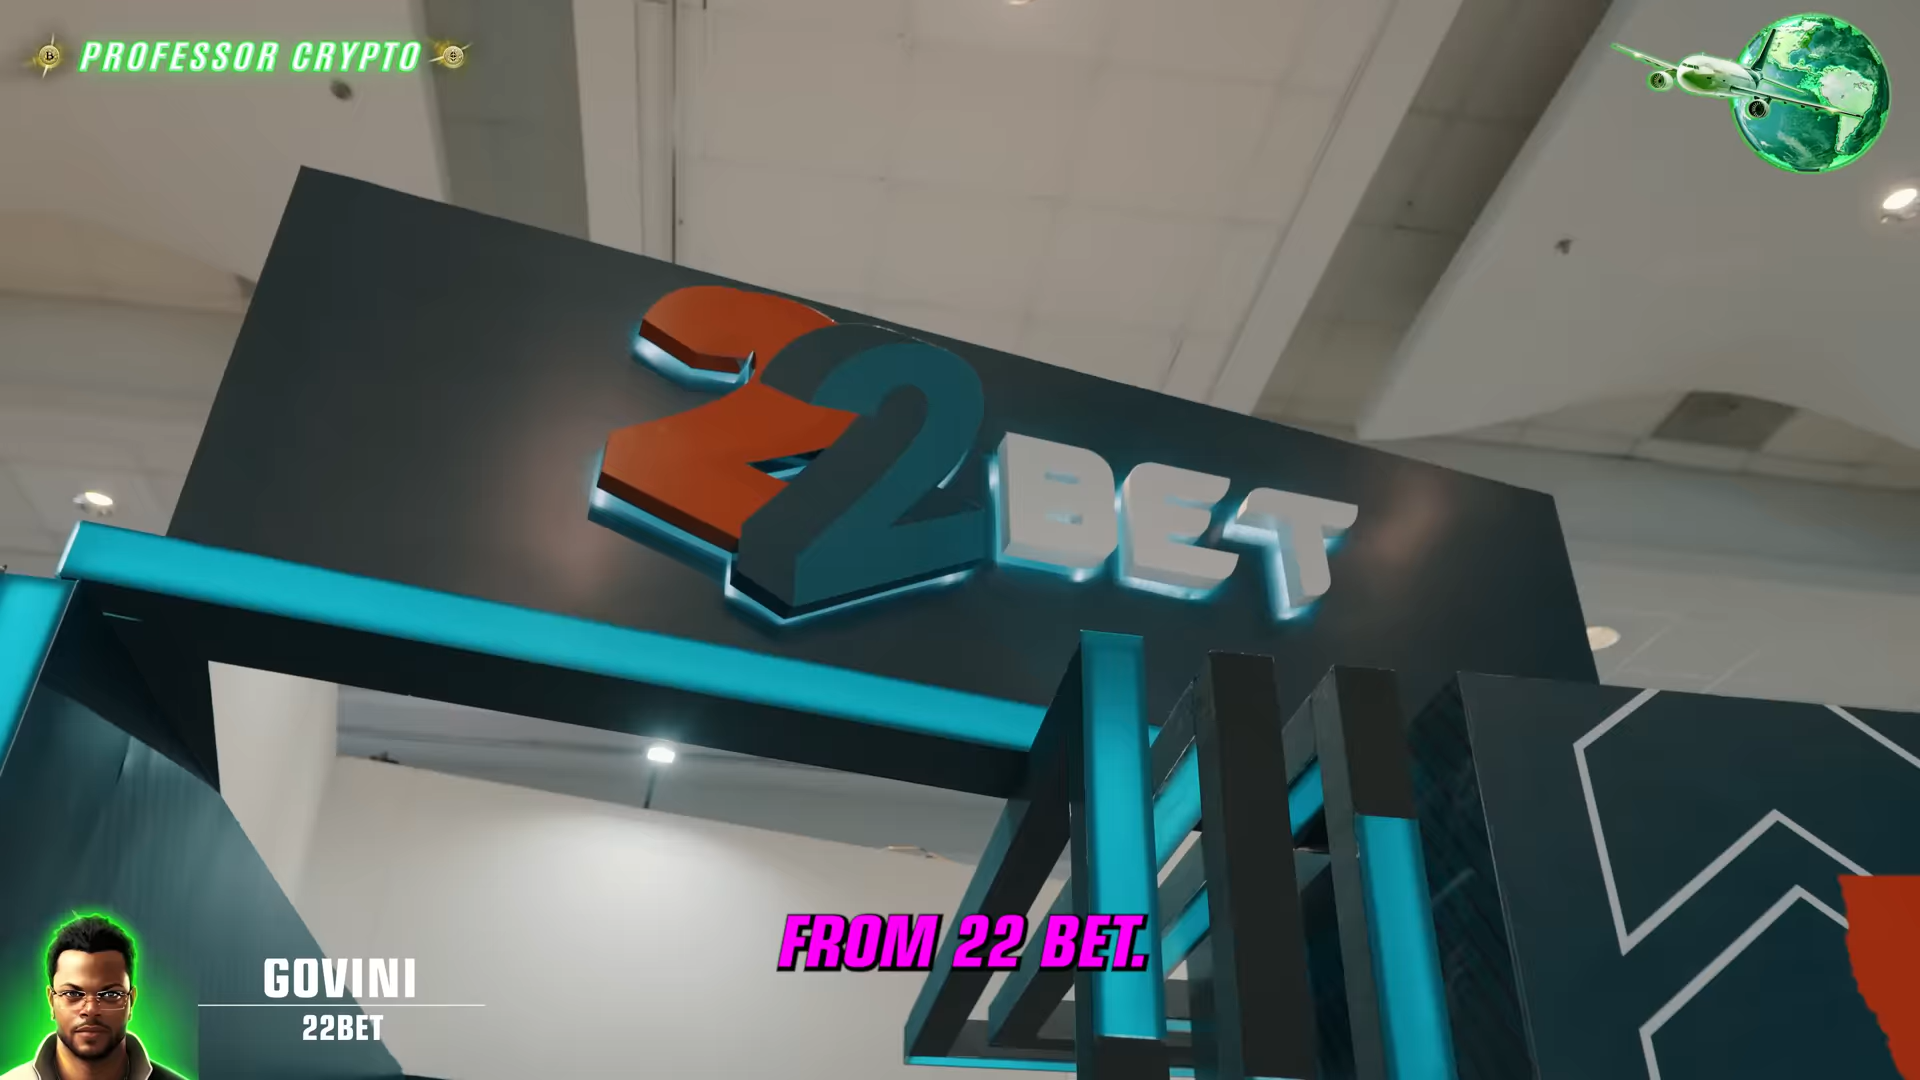 PROFESSOR CRYPTO
22BET
FROM 22 BET.
GOVINI
22BET